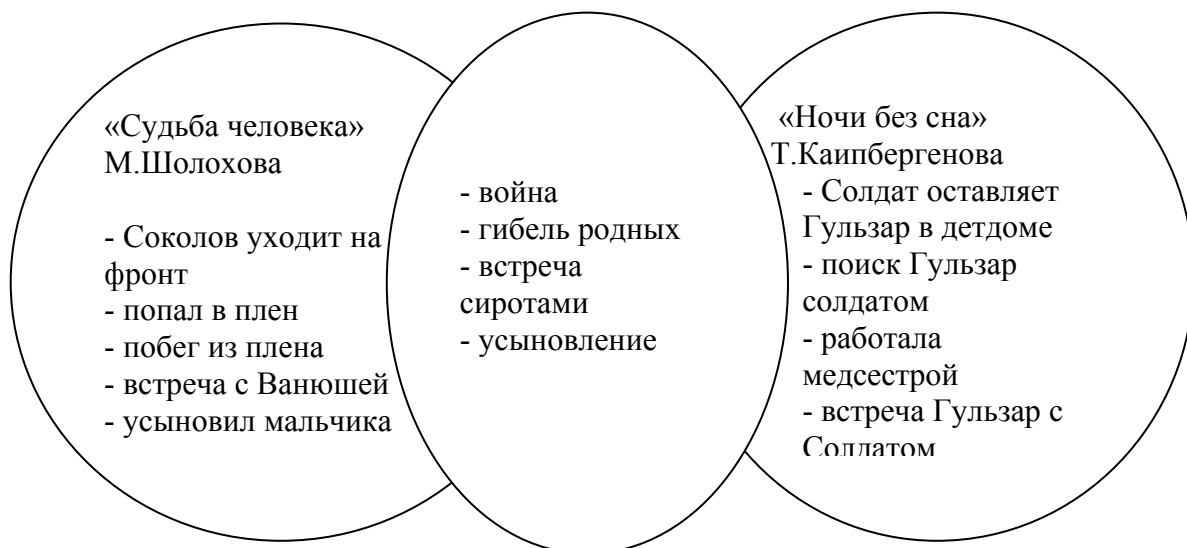 «Судьба человека»
М.Шолохова
- Соколов уходит на
фронт
- попал в плен
- побег из плена
- встреча с Ванюшей
- усыновил мальчика
- война
- гибель родных
- встреча
сиротами
- усыновление
«Ночи без сна»
Т.Каипбергенова
- Солдат оставляет
Гульзар в детдоме
- поиск Гульзар
солдатом
- работала
медсестрой
- встреча Гульзар с
Солдатом